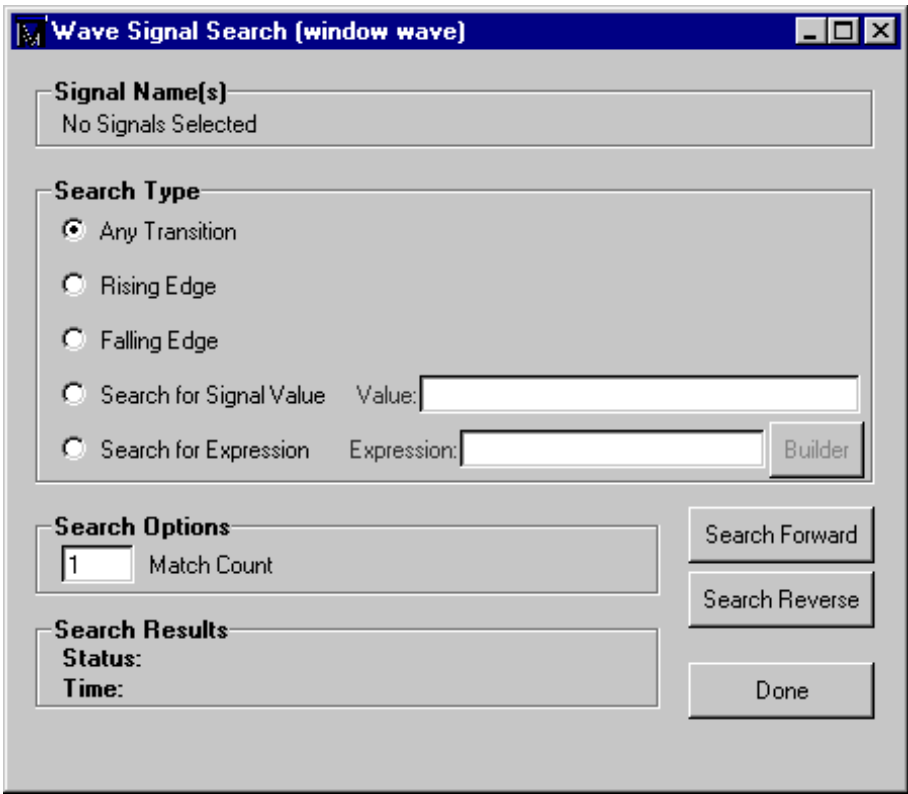 Wave Signal Search (window wave)
Signal Name(s)
No Signals Selected
Search Type
Any Transition
Rising Edge
Falling Edge
Search for Signal Value Value:
Search for Expression Expression: Builder
Search Options
1 Match Count
Search Forward
Search Reverse
Search Results
Status:
Time:
Done